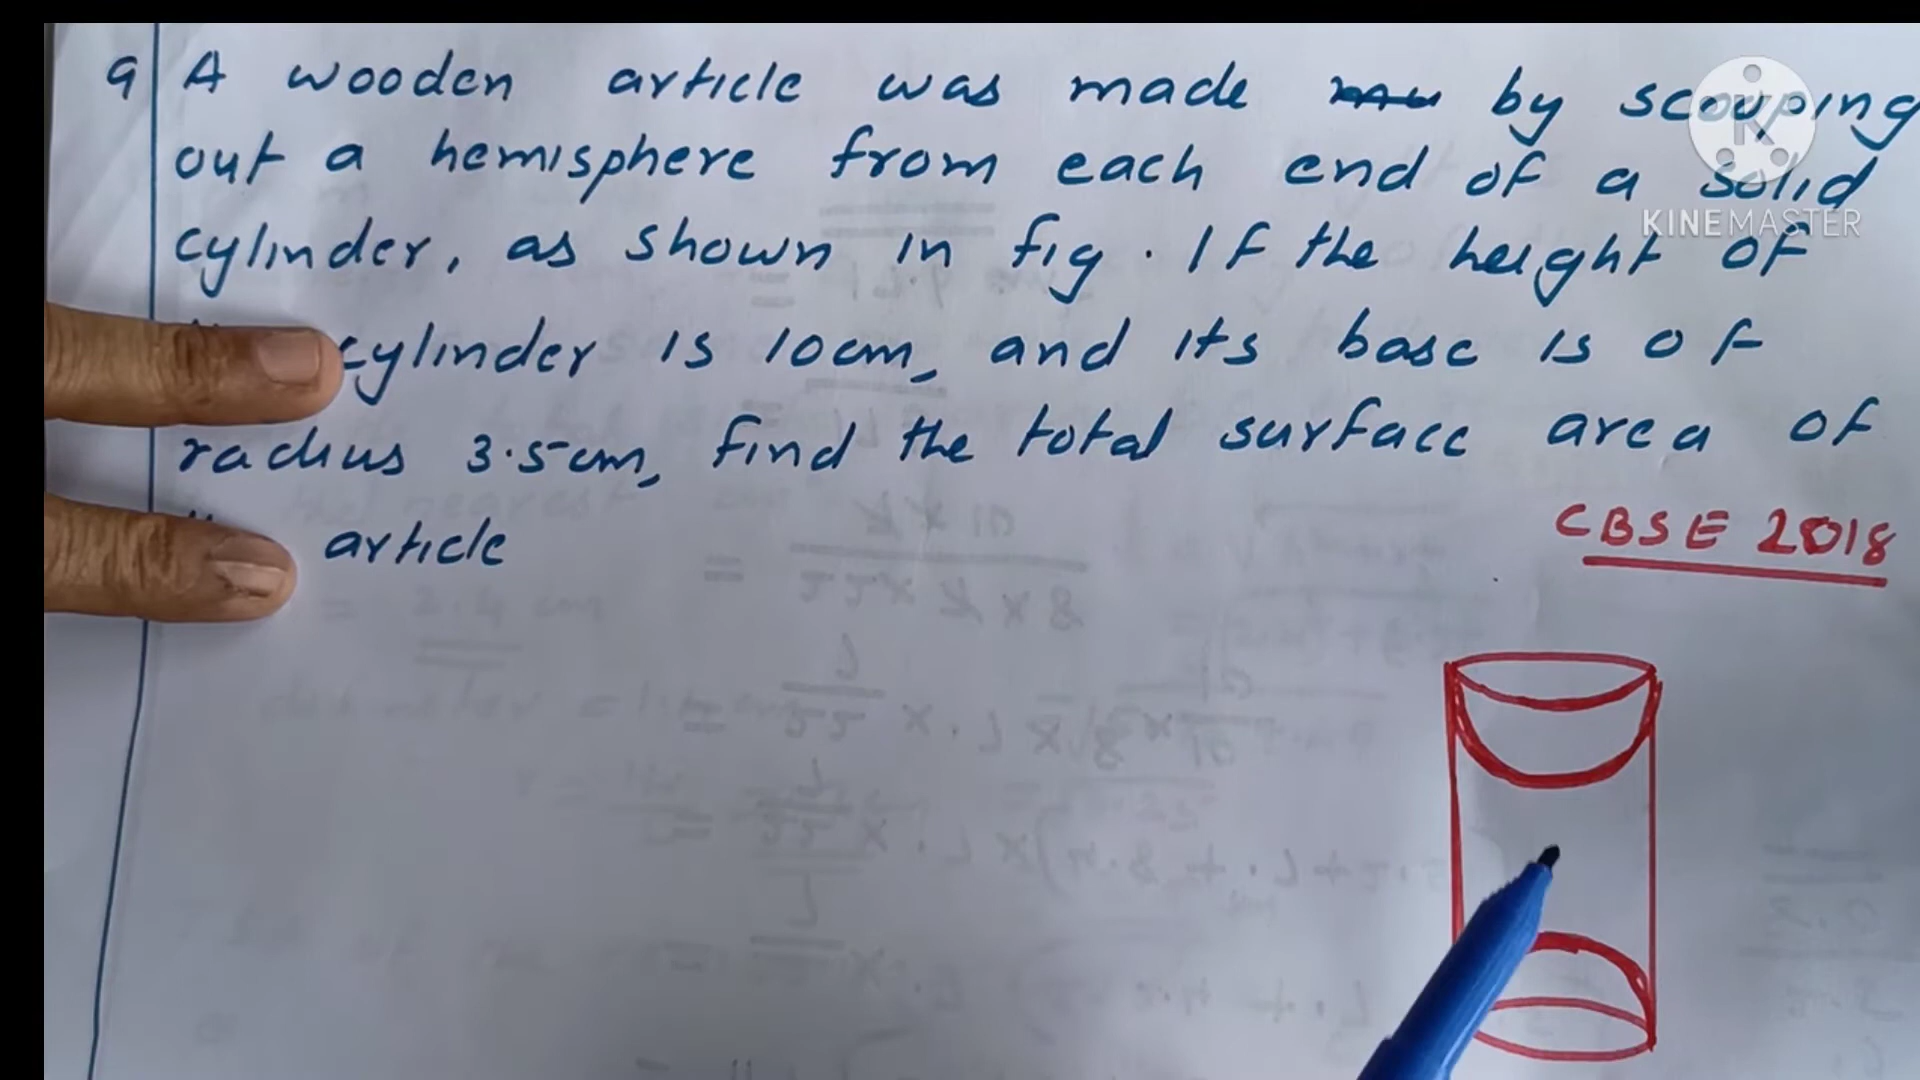 9 A wooden article was made by scooping
out a hemisphere from each end of a solid
cylinder, as shown in fig. If the height of
cylinder is 10cm, and its base is of
radius 3.5cm, find the total surface area of
article
CBSE 2018
KINEMASTER